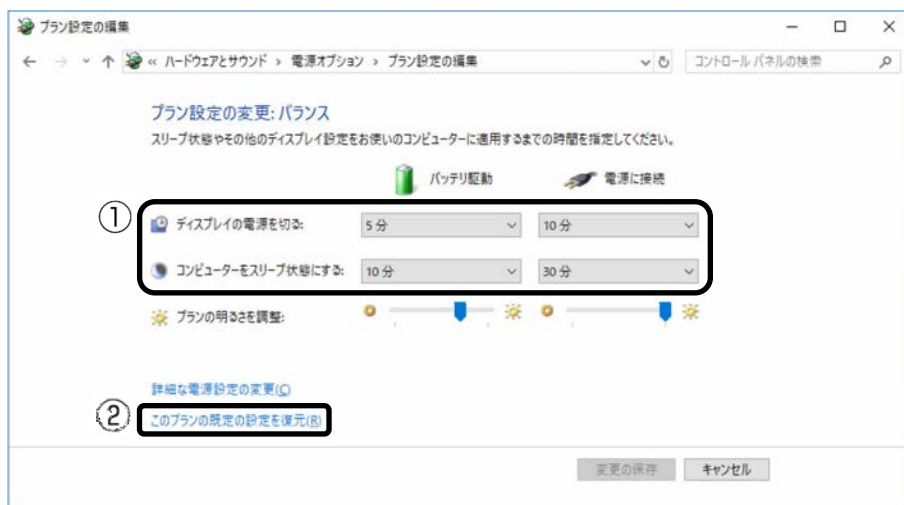 プラン設定の編集
« ハードウェアとサウンド › 電源オプション › プラン設定の編集
コントロール パネルの検索
プラン設定の変更: バランス
スリープ状態やその他のディスプレイ設定をお使いのコンピューターに適用するまでの時間を指定してください。
バッテリ駆動 電源に接続
① ディスプレイの電源を切る: 5 分 10 分
コンピューターをスリープ状態にする: 10 分 30 分
プランの明るさを調整:
詳細な電源設定の変更(C)
② このプランの既定の設定を復元(R)
変更の保存 キャンセル